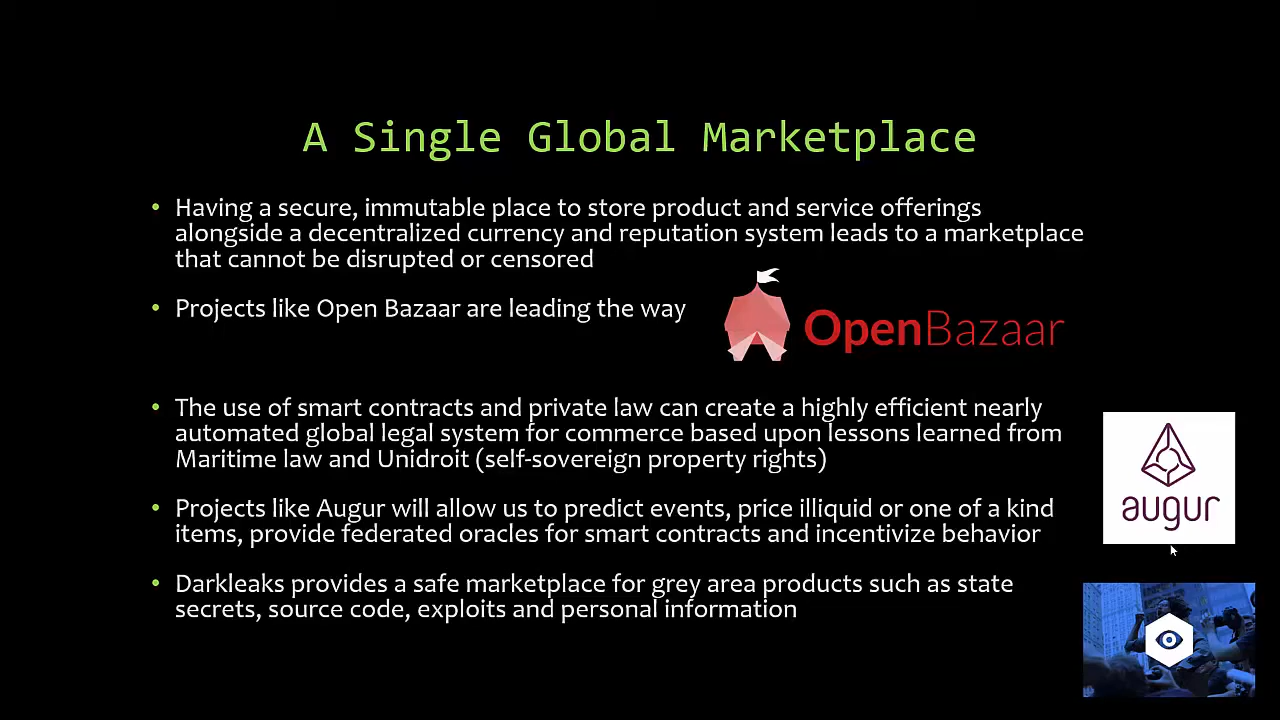 A Single Global Marketplace
• Having a secure, immutable place to store product and service offerings
alongside a decentralized currency and reputation system leads to a marketplace
that cannot be disrupted or censored
• Projects like Open Bazaar are leading the way
OpenBazaar
• The use of smart contracts and private law can create a highly efficient nearly
automated global legal system for commerce based upon lessons learned from
Maritime law and Unidroit (self-sovereign property rights)
• Projects like Augur will allow us to predict events, price illiquid or one of a kind
items, provide federated oracles for smart contracts and incentivize behavior
augur
• Darkleaks provides a safe marketplace for grey area products such as state
secrets, source code, exploits and personal information